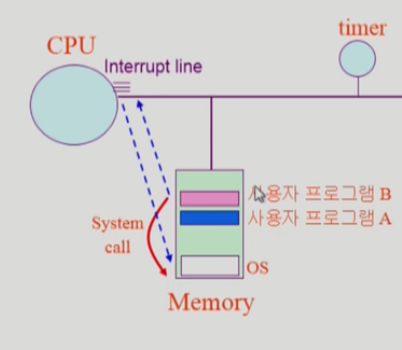 timer
CPU
Interrupt line
사용자 프로그램 B
사용자 프로그램 A
System
call
OS
Memory